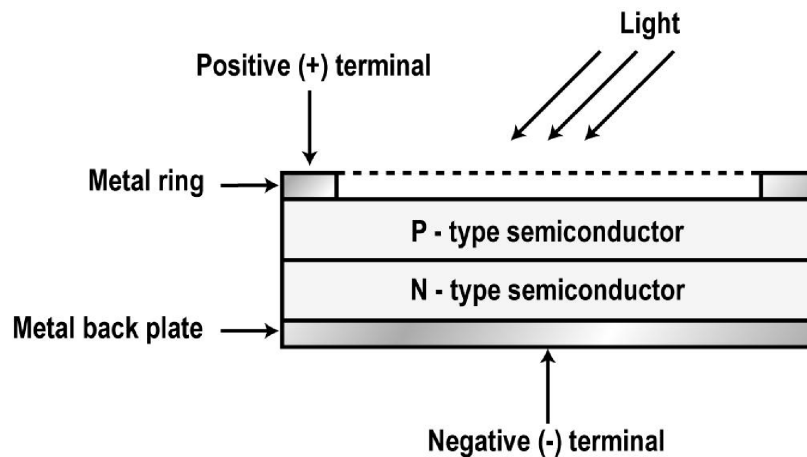 Light
Positive (+) terminal
Metal ring
P - type semiconductor
N - type semiconductor
Metal back plate
Negative (-) terminal